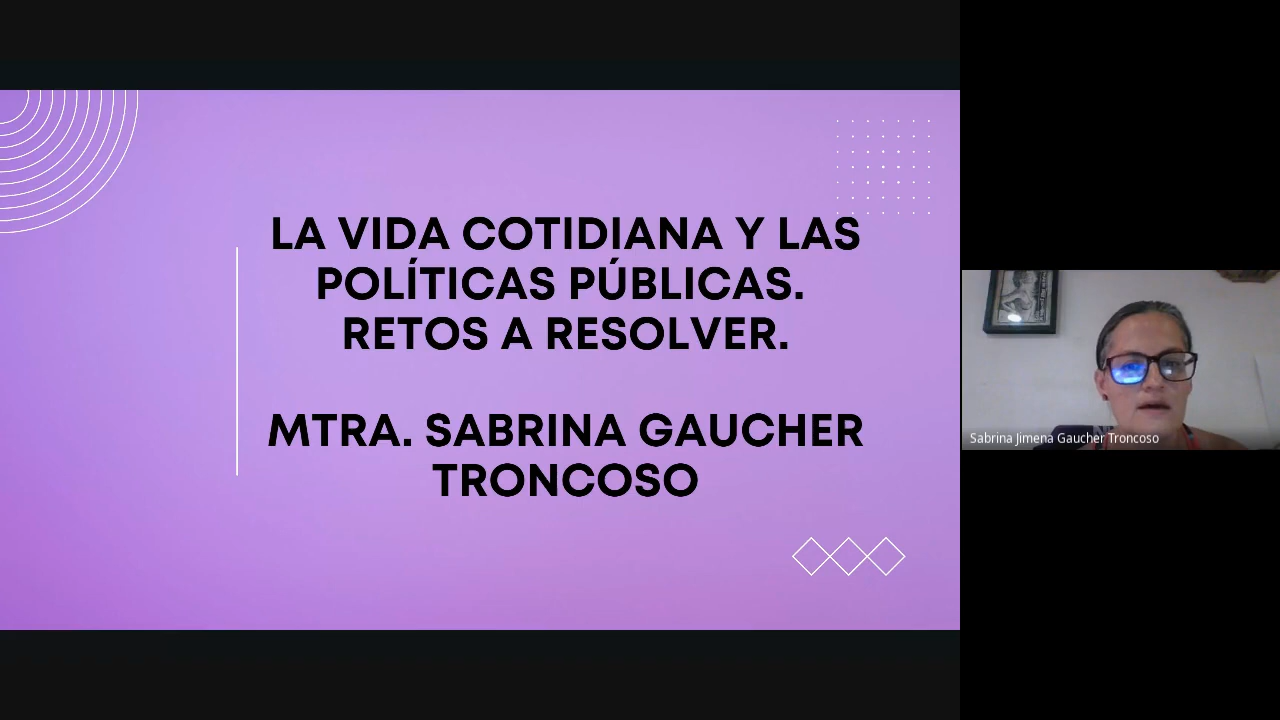 LA VIDA COTIDIANA Y LAS
POLÍTICAS PÚBLICAS.
RETOS A RESOLVER.
MTRA. SABRINA GAUCHER
TRONCOSO
Sabrina Jimena Gaucher Troncoso